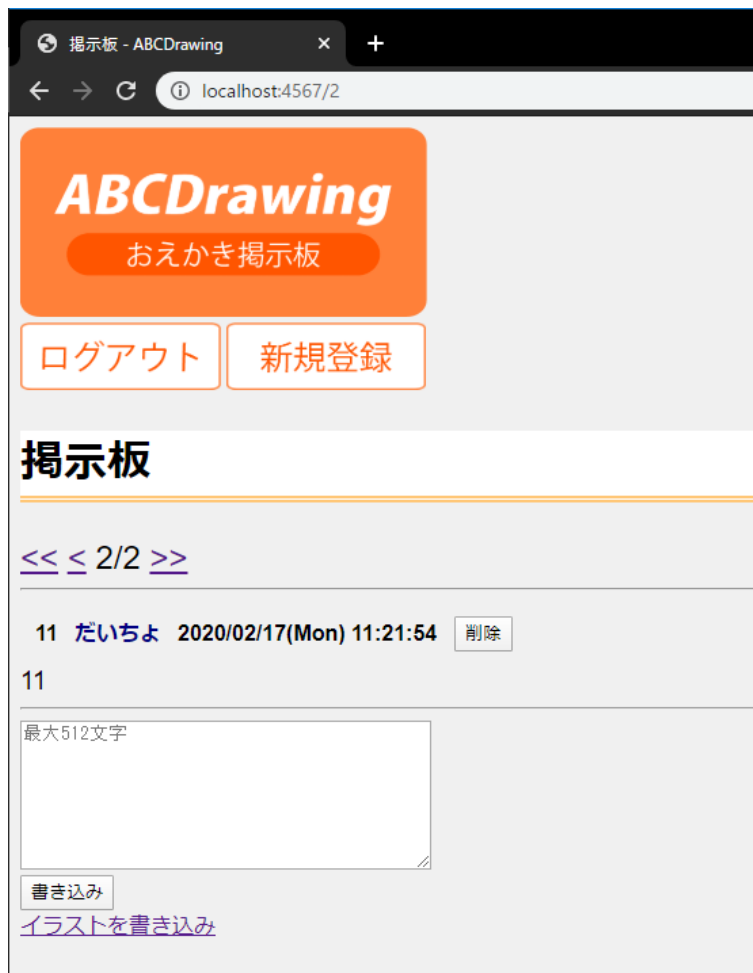 掲示板 - ABCDrawing
localhost:4567/2
ABCDrawing
おえかき掲示板
ログアウト 新規登録
掲示板
<< < 2/2 >>
11 だいちょ 2020/02/17(Mon) 11:21:54 削除
11
最大512文字
書き込み
イラストを書き込み